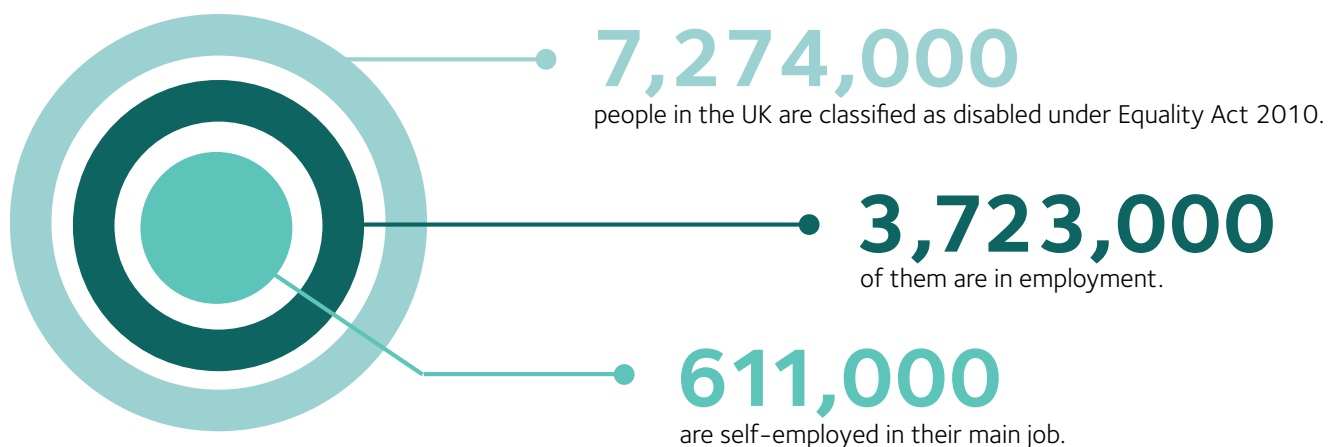 7,274,000
people in the UK are classified as disabled under Equality Act 2010.
3,723,000
of them are in employment.
611,000
are self-employed in their main job.